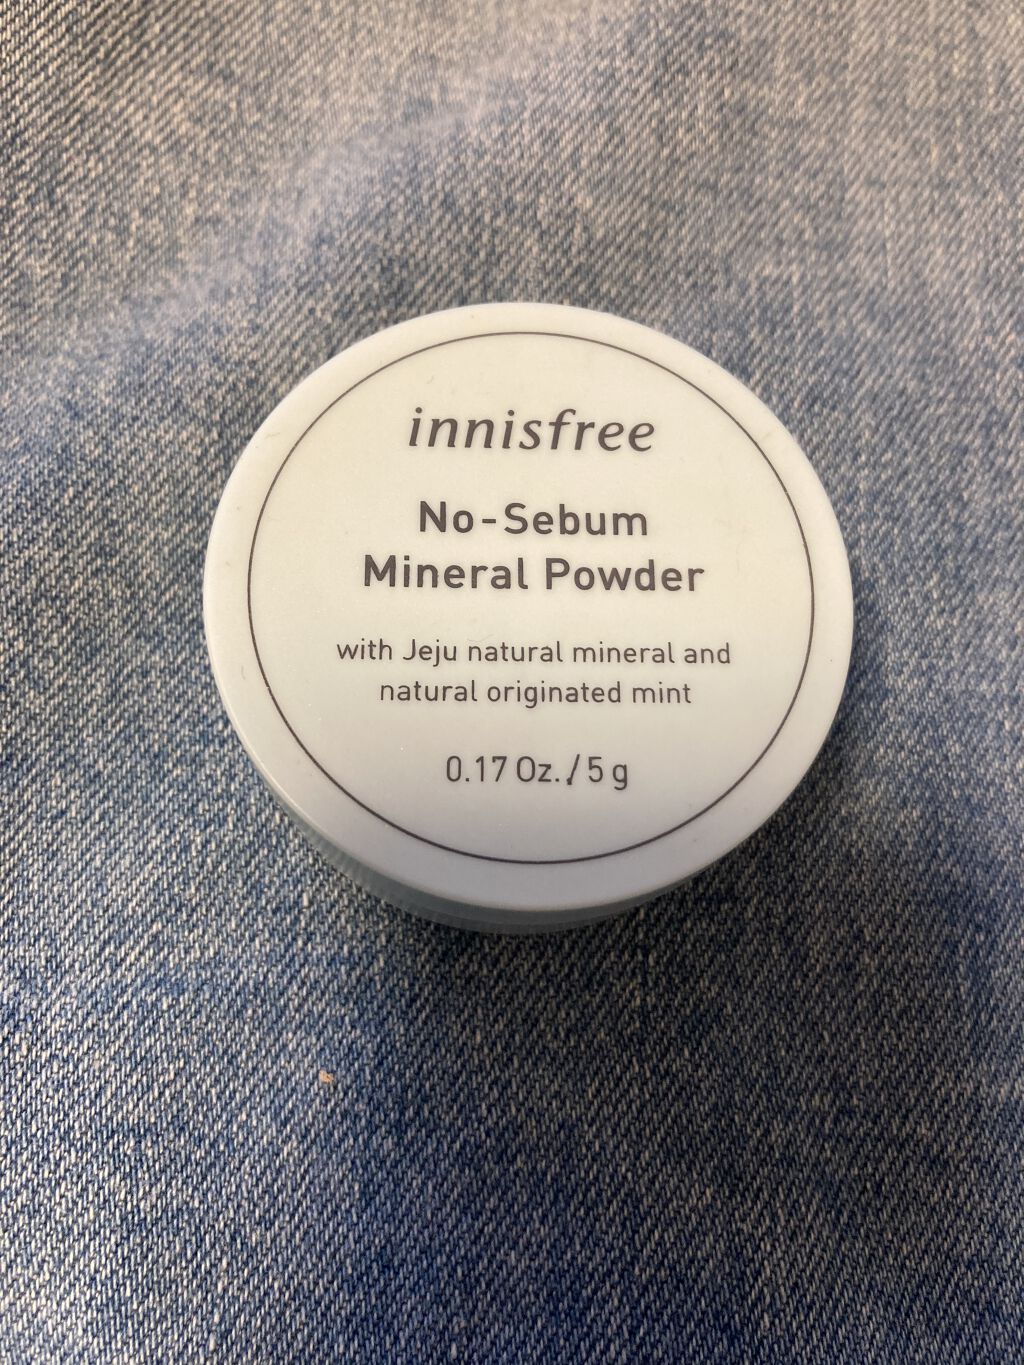 innisfree
No-Sebum
Mineral Powder
with Jeju natural mineral and
natural originated mint
0.17 Oz./5 g